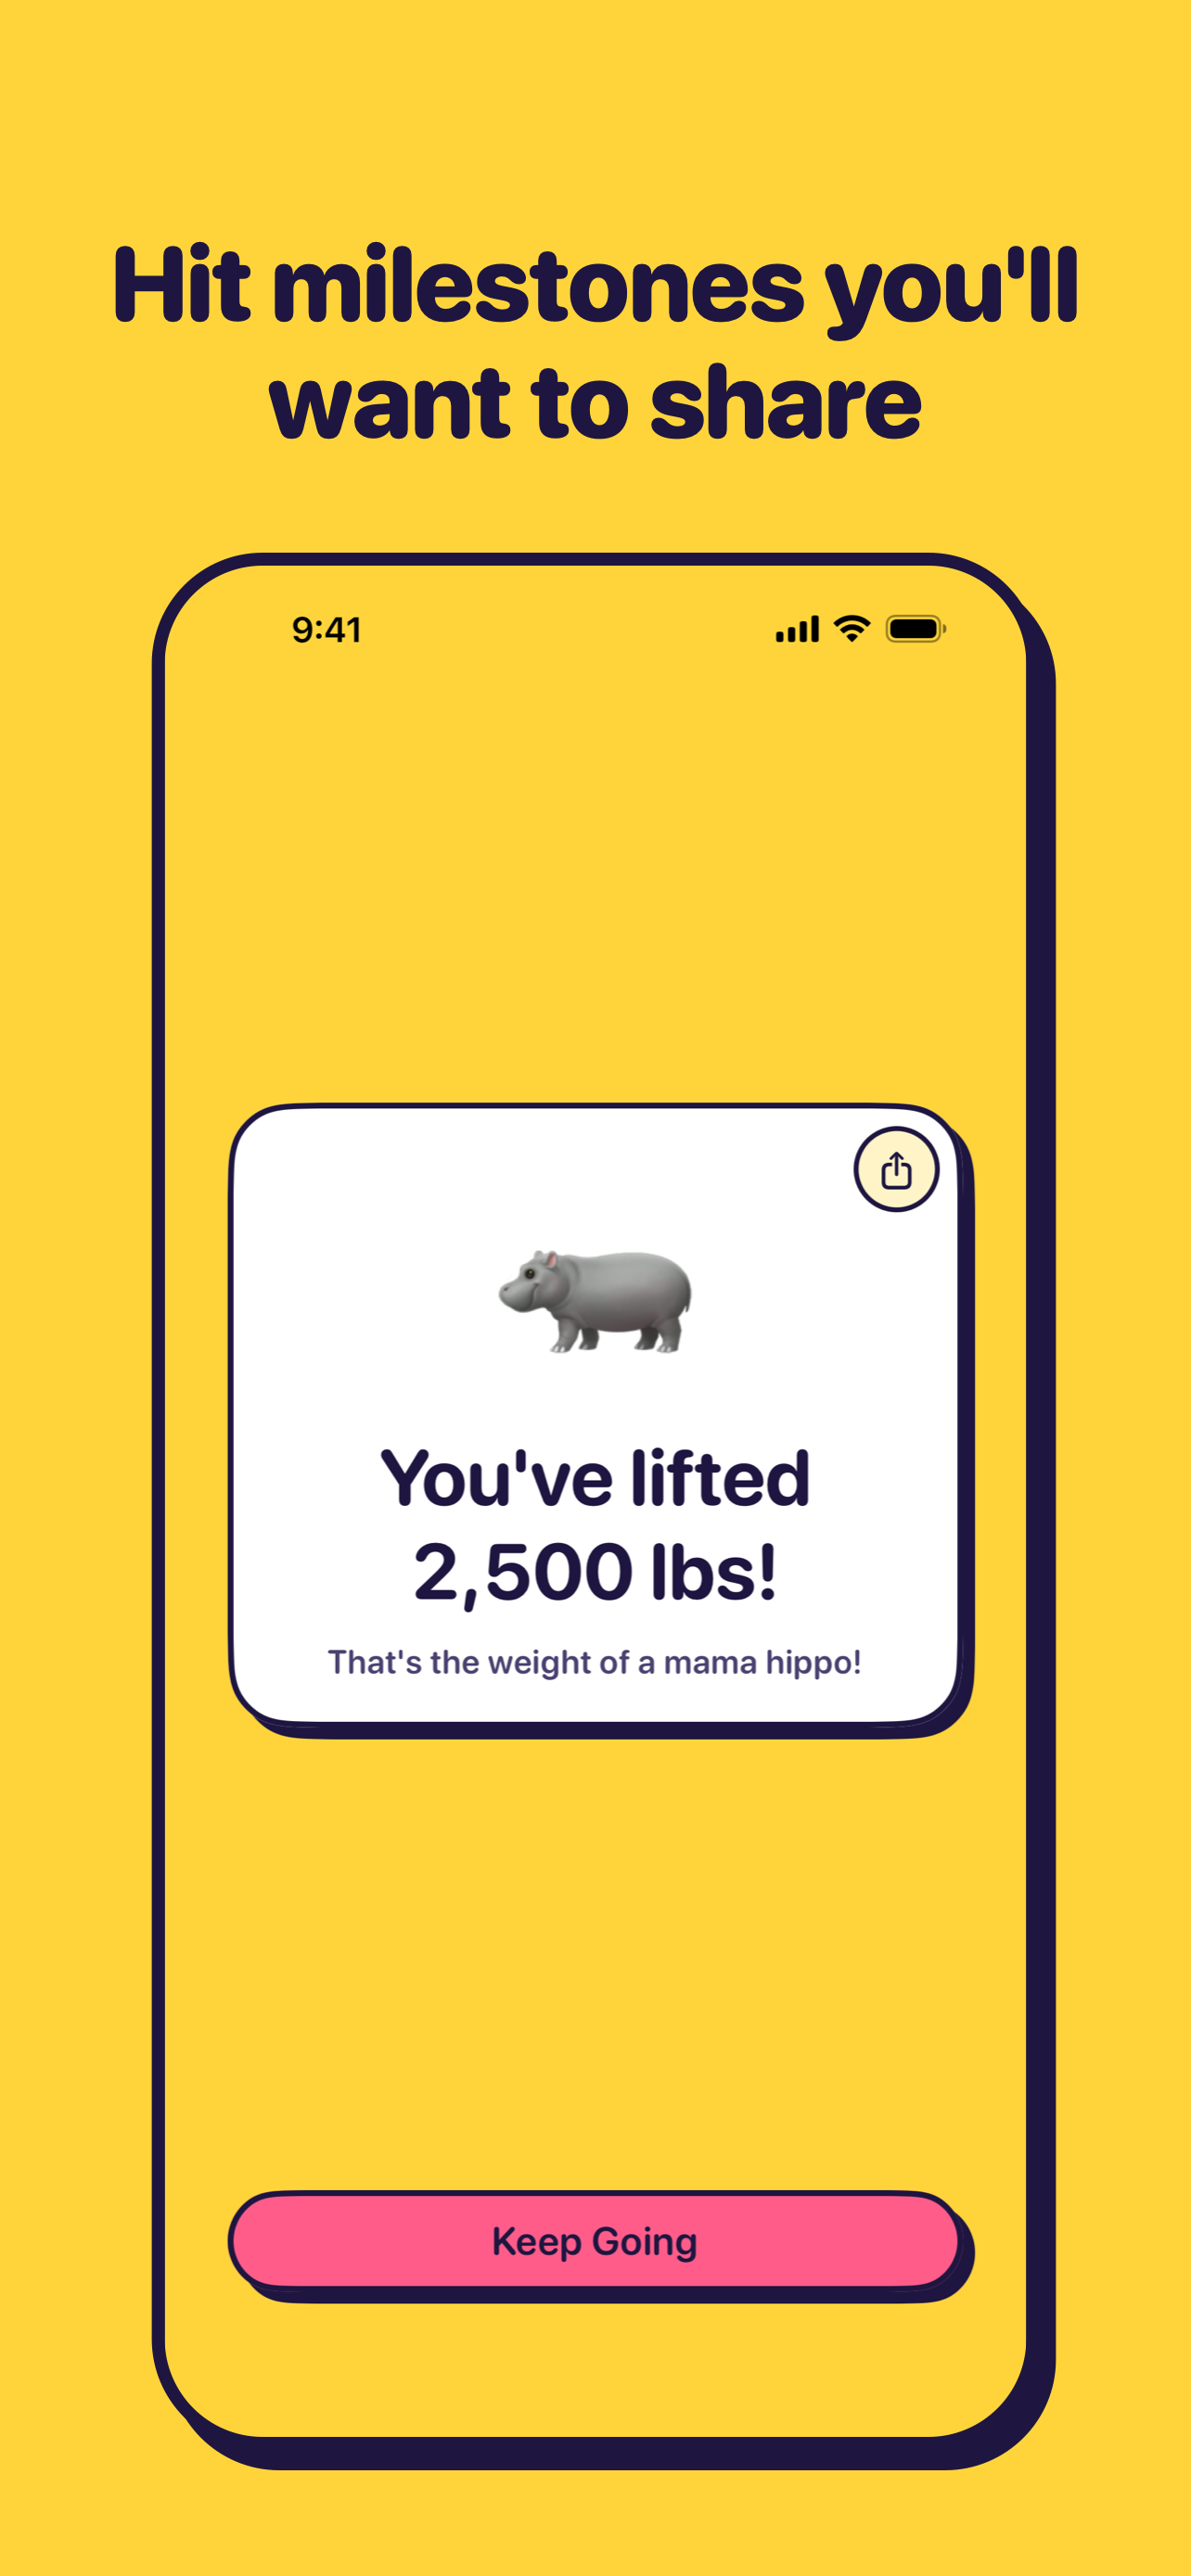 Hit milestones you'll
want to share
9:41
You've lifted
2,500 lbs!
That's the weight of a mama hippo!
Keep Going